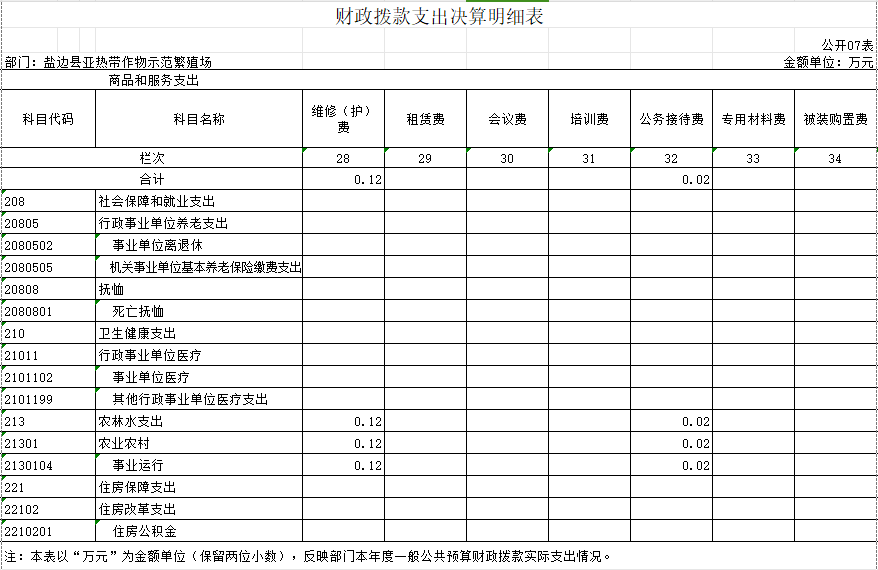 财政拨款支出决算明细表
公开07表
部门：盐边县亚热带作物示范繁殖场 金额单位：万元
商品和服务支出
科目代码 科目名称 维修（护）费 租赁费 会议费 培训费 公务接待费 专用材料费 被装购置费
栏次 28 29 30 31 32 33 34
合计 0.12 0.02
208 社会保障和就业支出
20805 行政事业单位养老支出
2080502 事业单位离退休
2080505 机关事业单位基本养老保险缴费支出
20808 抚恤
2080801 死亡抚恤
210 卫生健康支出
21011 行政事业单位医疗
2101102 事业单位医疗
2101199 其他行政事业单位医疗支出
213 农林水支出 0.12 0.02
21301 农业农村 0.12 0.02
2130104 事业运行 0.12 0.02
221 住房保障支出
22102 住房改革支出
2210201 住房公积金
注：本表以“万元”为金额单位（保留两位小数），反映部门本年度一般公共预算财政拨款实际支出情况。